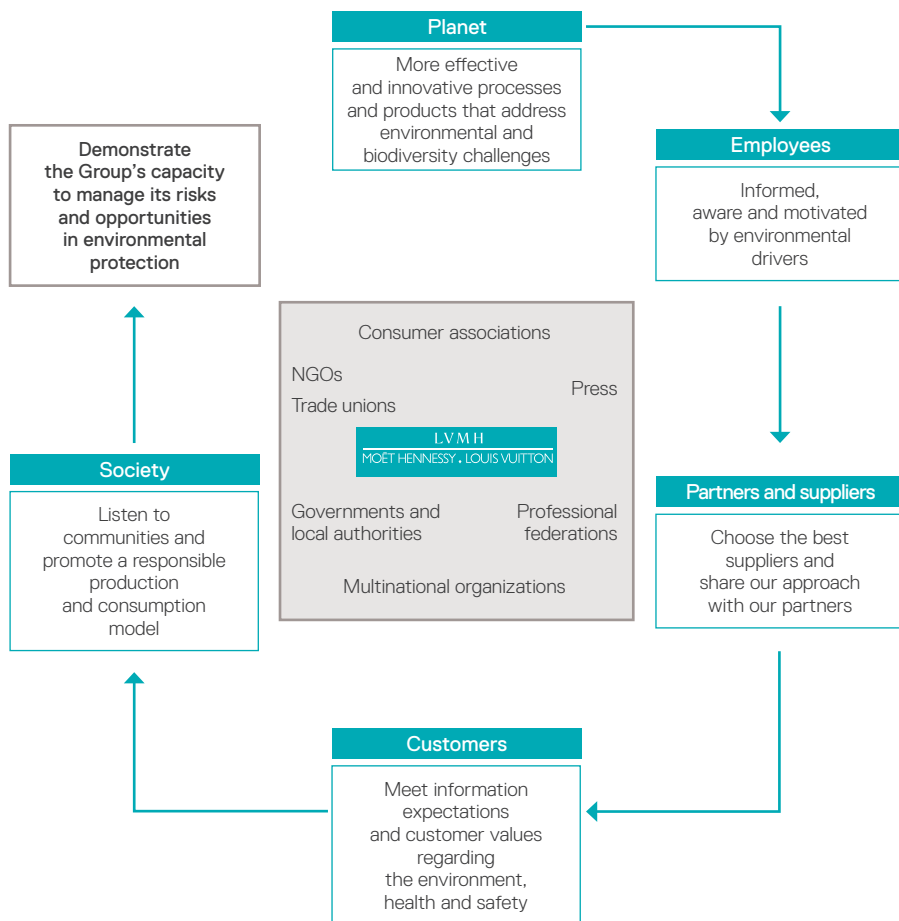 Planet
More effective
and innovative processes
and products that address
environmental and
biodiversity challenges
Demonstrate
the Group's capacity
to manage its risks
and opportunities
in environmental
protection
Employees
Informed,
aware and motivated
by environmental
drivers
Consumer associations
NGOs
Press
Trade unions
LVMH
MOËT HENNESSY . LOUIS VUITTON
Governments and
local authorities
Professional
federations
Multinational organizations
Society
Listen to
communities and
promote a responsible
production
and consumption
model
Partners and suppliers
Choose the best
suppliers and
share our approach
with our partners
Customers
Meet information
expectations
and customer values
regarding
the environment,
health and safety